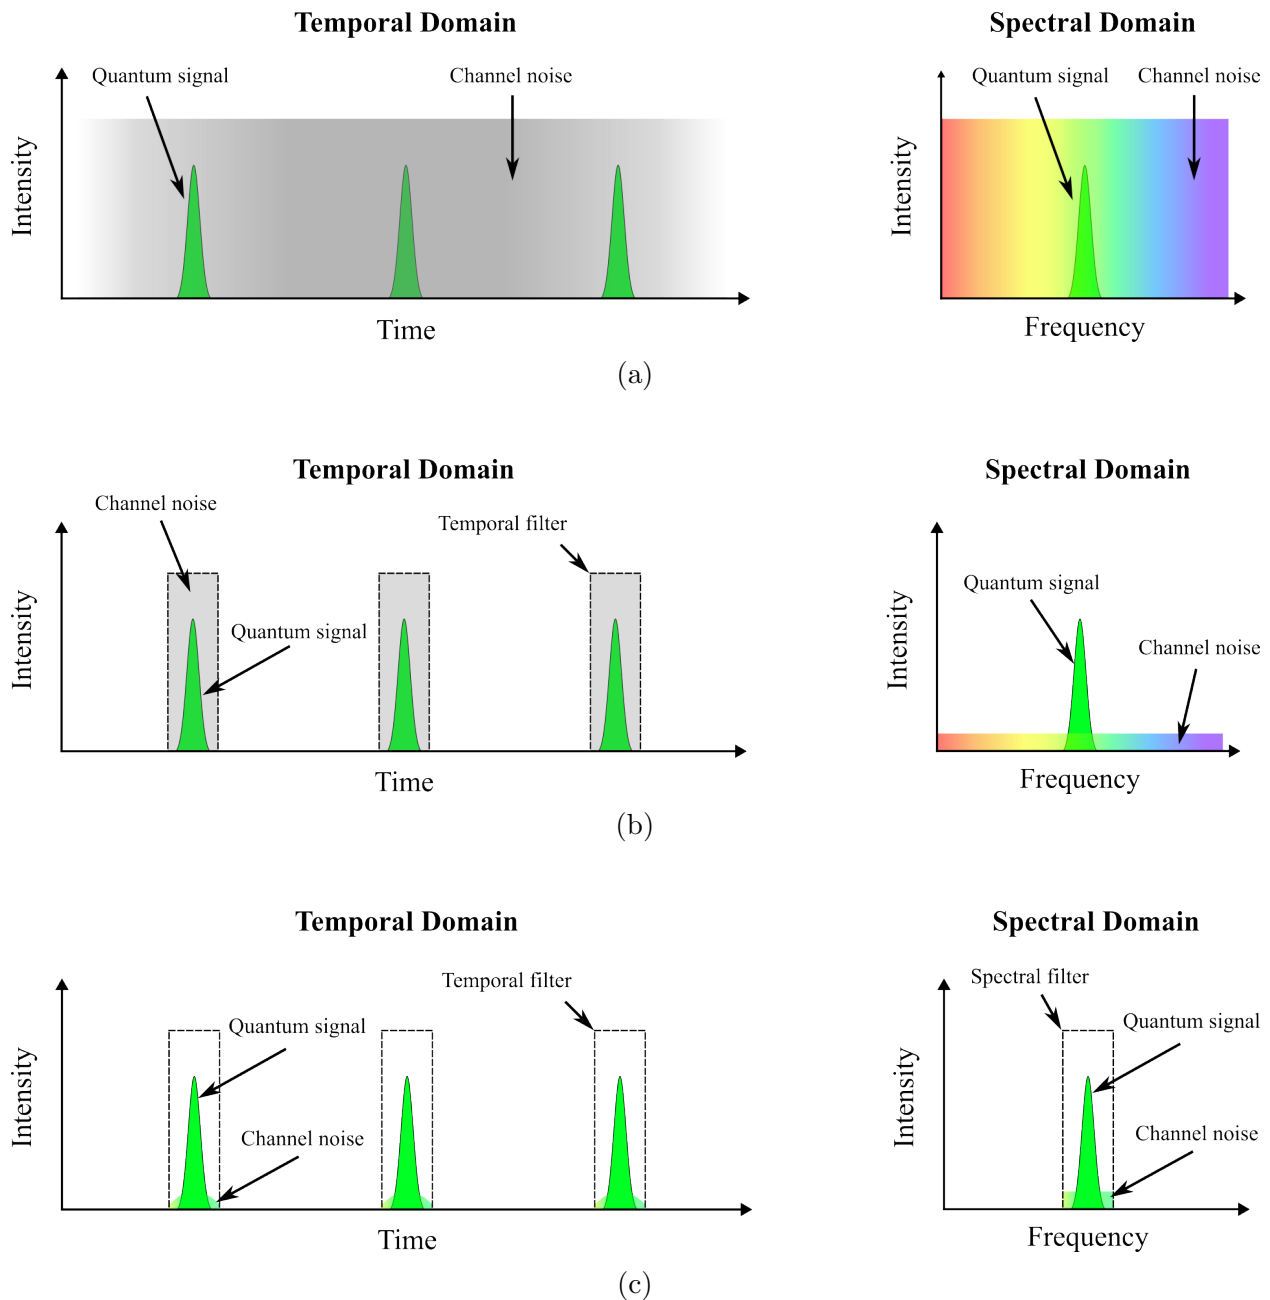 Temporal Domain
Spectral Domain
Quantum signal
Channel noise
Quantum signal
Channel noise
Intensity
Intensity
Time
Frequency
(a)
Temporal Domain
Spectral Domain
Channel noise
Temporal filter
Quantum signal
Quantum signal
Channel noise
Intensity
Intensity
Time
Frequency
(b)
Temporal Domain
Spectral Domain
Temporal filter
Spectral filter
Quantum signal
Quantum signal
Channel noise
Channel noise
Intensity
Intensity
Time
Frequency
(c)